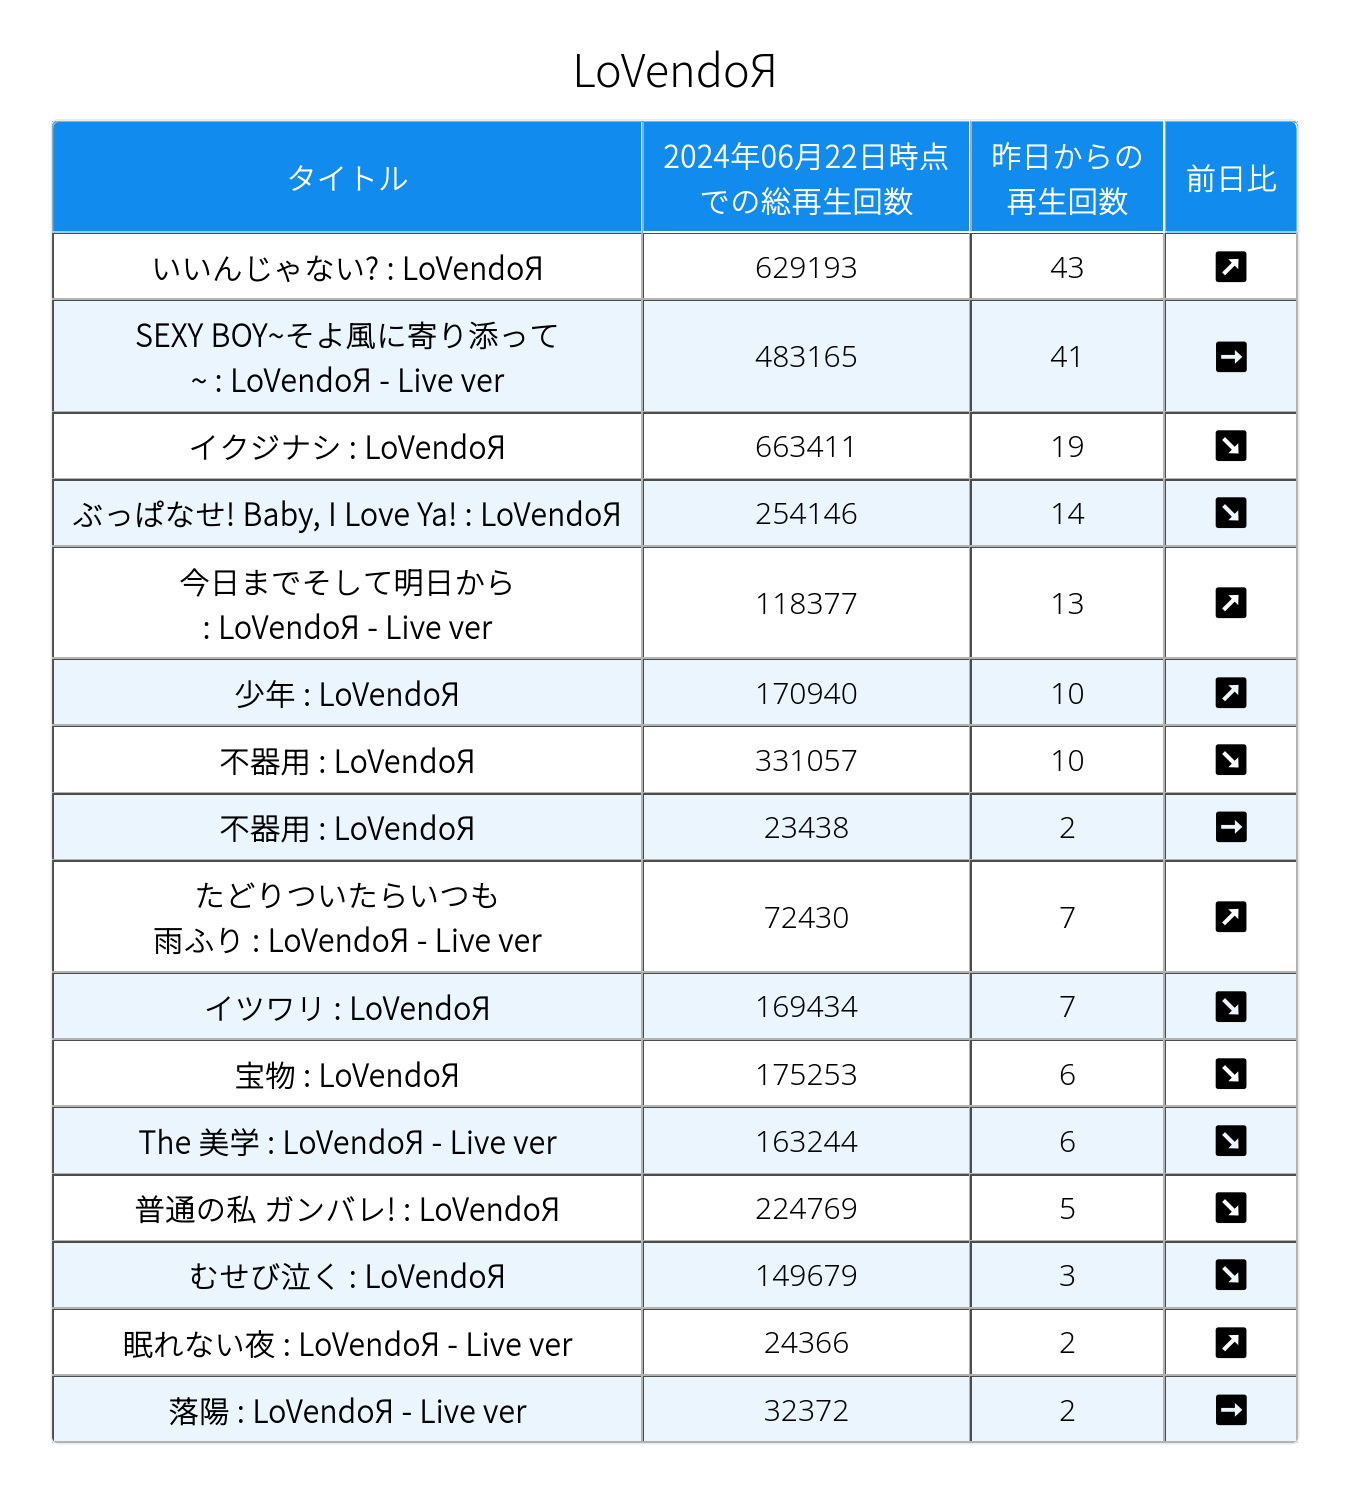 LoVendoЯ
タイトル
2024年06月22日時点
での総再生回数
昨日からの
再生回数
前日比
いいんじゃない? : LoVendoЯ
629193
43
SEXY BOY~そよ風に寄り添って
~ : LoVendoЯ - Live ver
483165
41
イクジナシ : LoVendoЯ
663411
19
ぶっぱなせ! Baby, I Love Ya! : LoVendoЯ
254146
14
今日までそして明日から
: LoVendoЯ - Live ver
118377
13
少年 : LoVendoЯ
170940
10
不器用 : LoVendoЯ
331057
10
不器用 : LoVendoЯ
23438
2
たどりついたらいつも
雨ふり : LoVendoЯ - Live ver
72430
7
イツワリ : LoVendoЯ
169434
7
宝物 : LoVendoЯ
175253
6
The 美学 : LoVendoЯ - Live ver
163244
6
普通の私 ガンバレ! : LoVendoЯ
224769
5
むせび泣く : LoVendoЯ
149679
3
眠れない夜 : LoVendoЯ - Live ver
24366
2
落陽 : LoVendoЯ - Live ver
32372
2